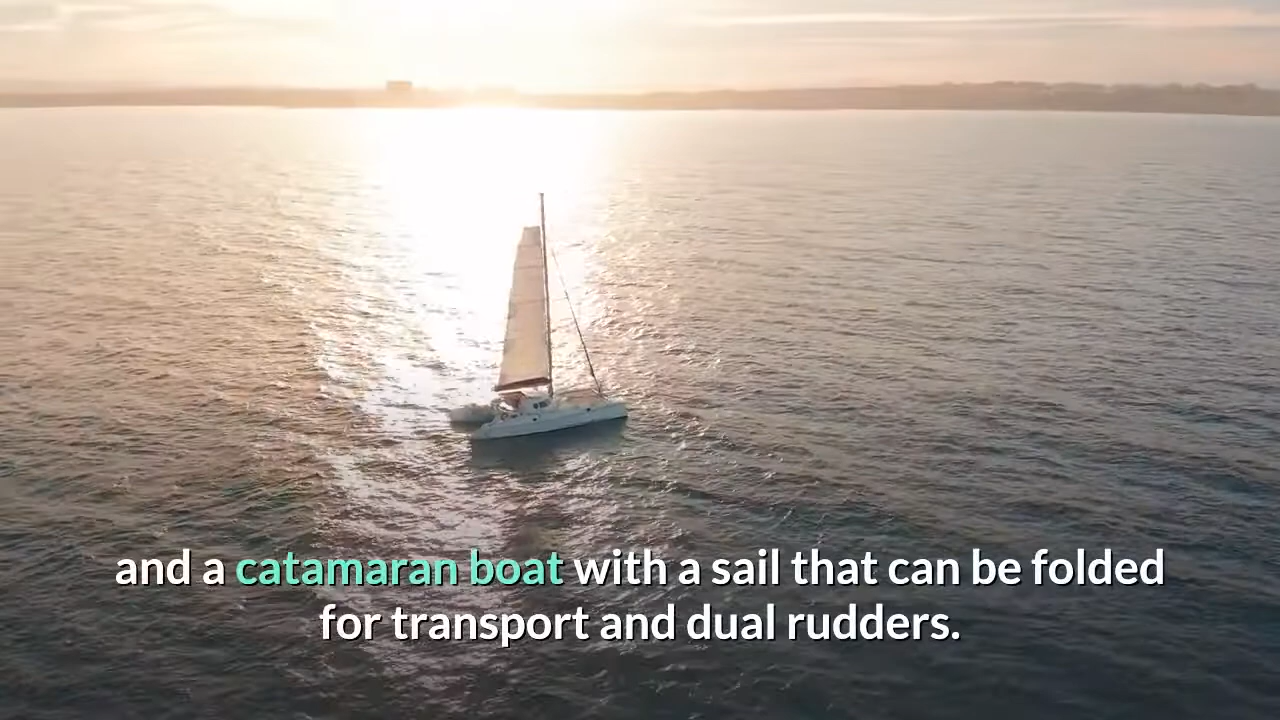 and a catamaran boat with a sail that can be folded
for transport and dual rudders.